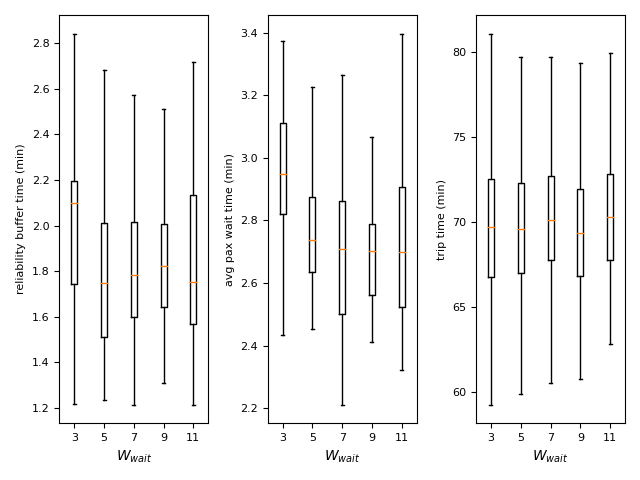 reliability buffer time (min)
2.8
2.6
2.4
2.2
2.0
1.8
1.6
1.4
1.2
3 5 7 9 11
W_wait
avg pax wait time (min)
3.4
3.2
3.0
2.8
2.6
2.4
2.2
3 5 7 9 11
W_wait
trip time (min)
80
75
70
65
60
3 5 7 9 11
W_wait